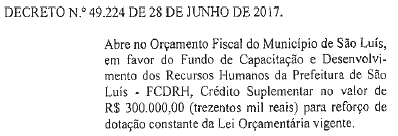 DECRETO N.º 49.224 DE 28 DE JUNHO DE 2017.
Abre no Orçamento Fiscal do Município de São Luís,
em favor do Fundo de Capacitação e Desenvolvi
mento dos Recursos Humanos da Prefeitura de São
Luís - FCDRH, Crédito Suplementar no valor de
R$ 300.000,00 (trezentos mil reais) para reforço de
dotação constante da Lei Orçamentária vigente.